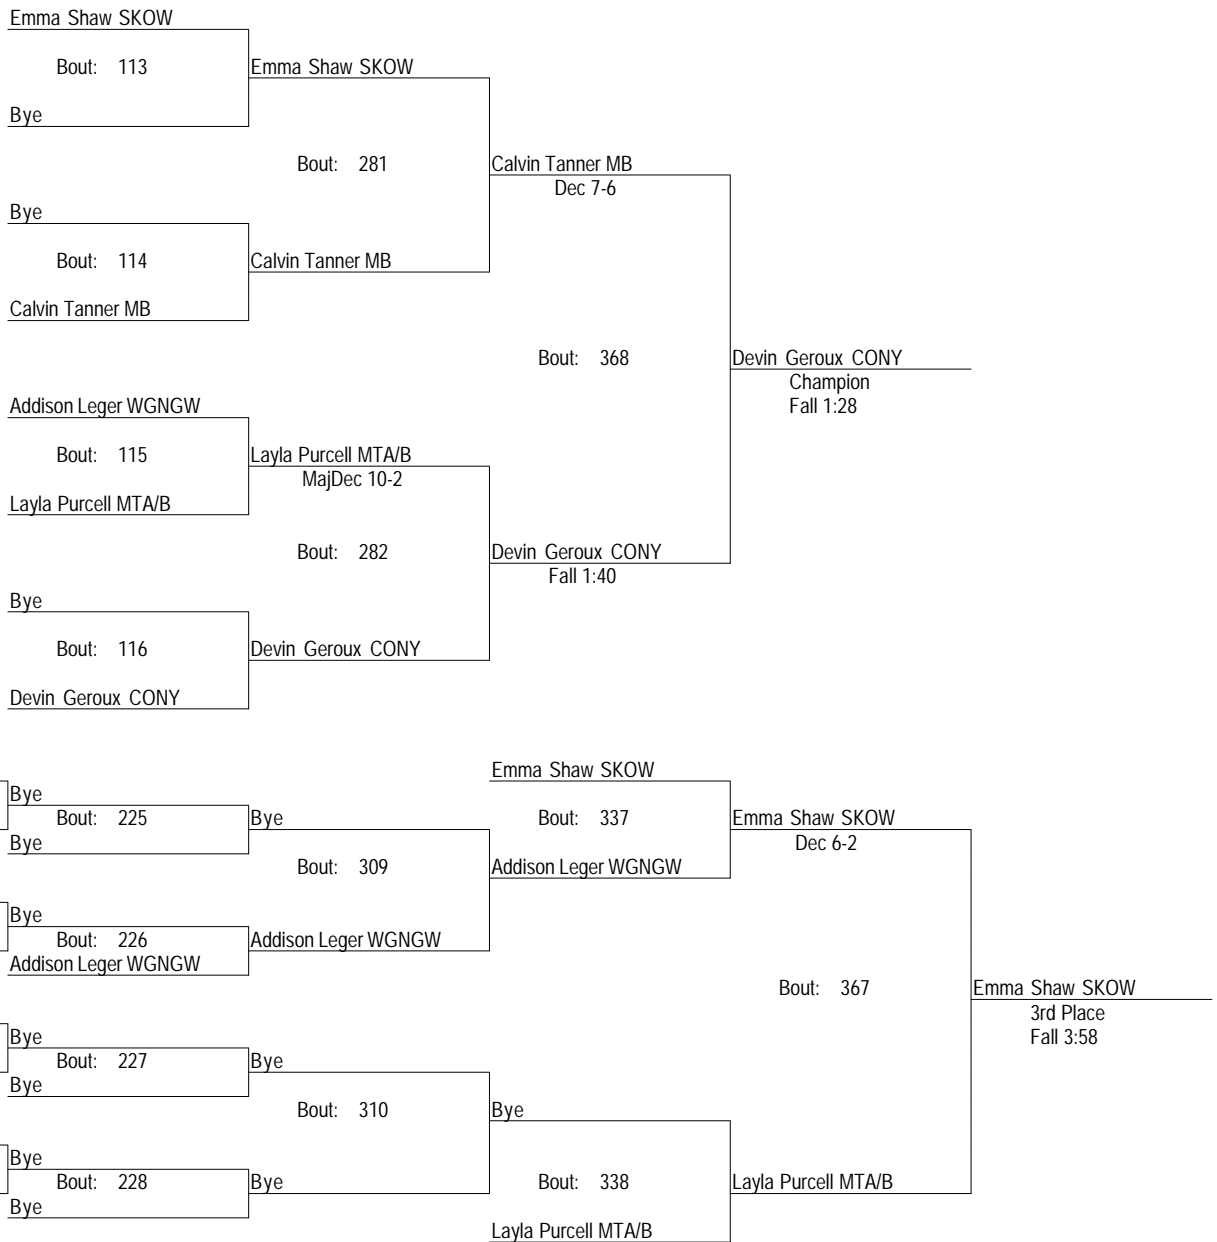 Emma Shaw SKOW
Bout: 113
Emma Shaw SKOW
Bye
Bout: 281
Calvin Tanner MB
Dec 7-6
Bye
Bout: 114
Calvin Tanner MB
Calvin Tanner MB
Bout: 368
Devin Geroux CONY
Champion
Fall 1:28
Addison Leger WGNGW
Bout: 115
Layla Purcell MTA/B
MajDec 10-2
Layla Purcell MTA/B
Bout: 282
Devin Geroux CONY
Fall 1:40
Bye
Bout: 116
Devin Geroux CONY
Devin Geroux CONY
Emma Shaw SKOW
Bye
Bout: 225
Bye
Bout: 337
Emma Shaw SKOW
Dec 6-2
Bye
Bout: 309
Addison Leger WGNGW
Bye
Bout: 226
Addison Leger WGNGW
Addison Leger WGNGW
Bout: 367
Emma Shaw SKOW
3rd Place
Fall 3:58
Bye
Bout: 227
Bye
Bye
Bout: 310
Bye
Bye
Bout: 228
Bye
Bout: 338
Layla Purcell MTA/B
Bye
Layla Purcell MTA/B